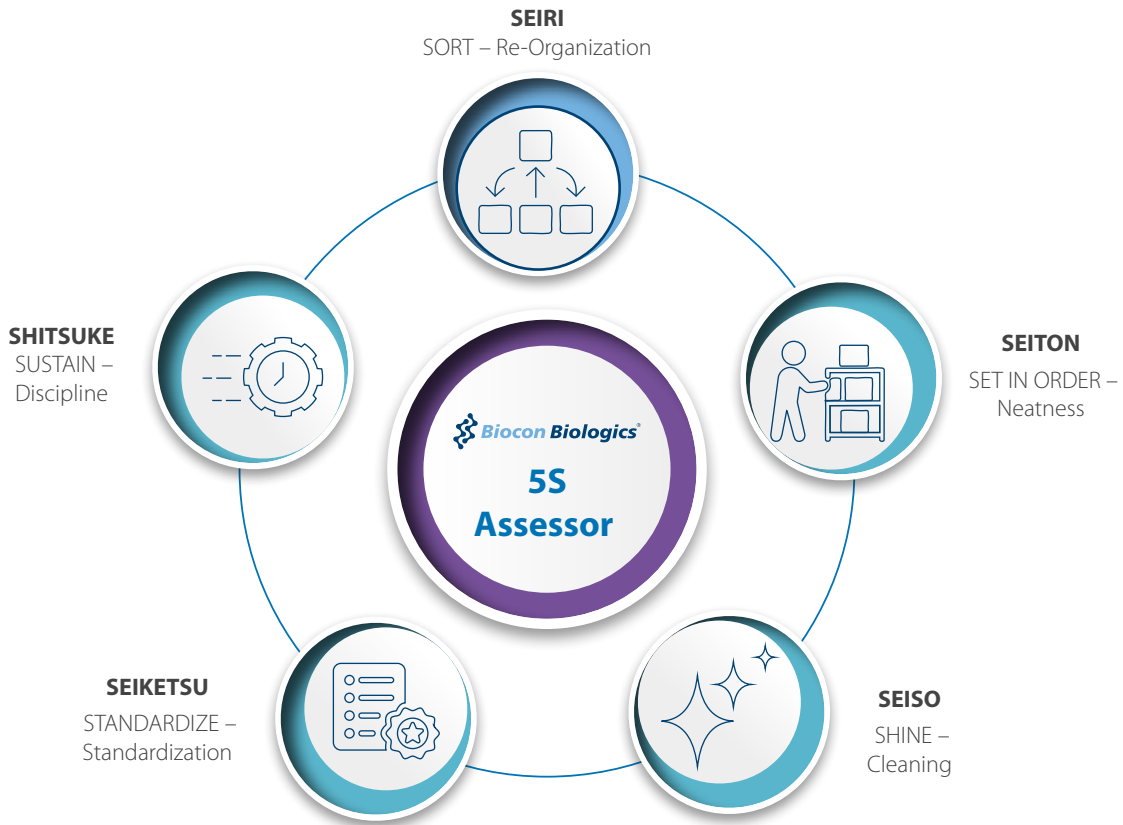 SEIRI
SORT – Re-Organization
SEITON
SET IN ORDER –
Neatness
SEISO
SHINE –
Cleaning
SEIKETSU
STANDARDIZE –
Standardization
SHITSUKE
SUSTAIN –
Discipline
Biocon Biologics®
5S
Assessor